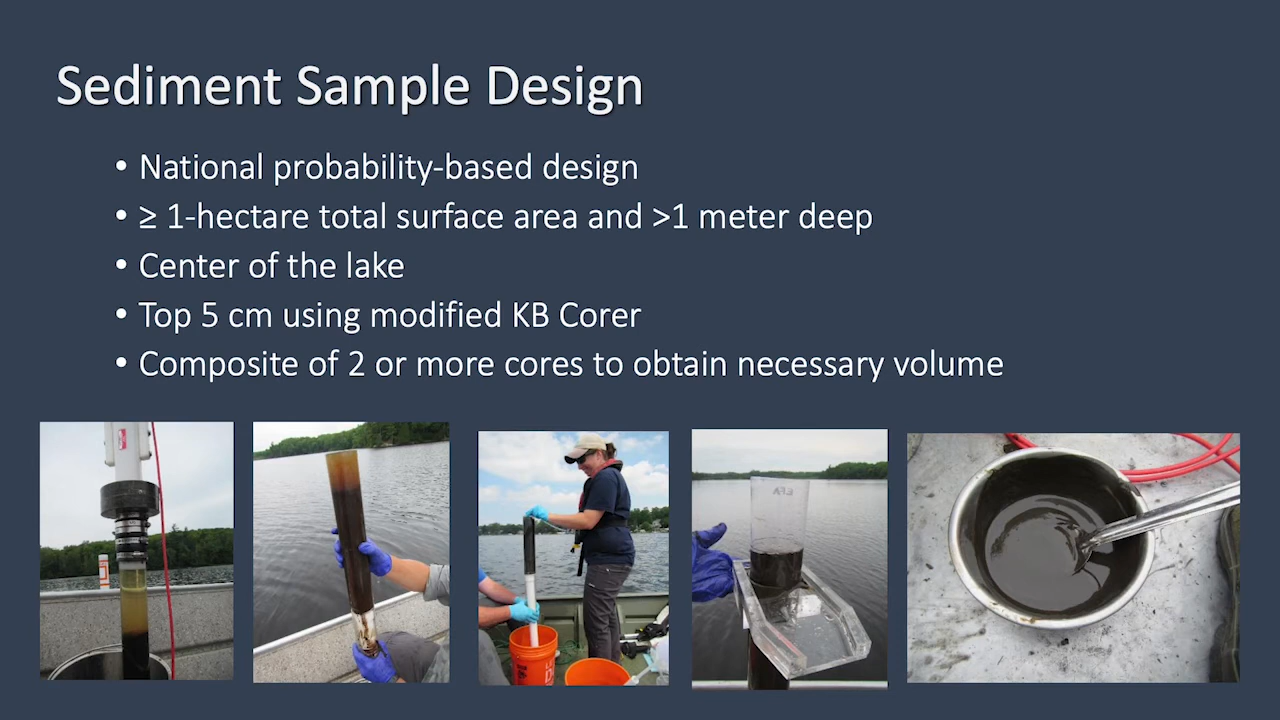 Sediment Sample Design
• National probability-based design
• ≥ 1-hectare total surface area and >1 meter deep
• Center of the lake
• Top 5 cm using modified KB Corer
• Composite of 2 or more cores to obtain necessary volume